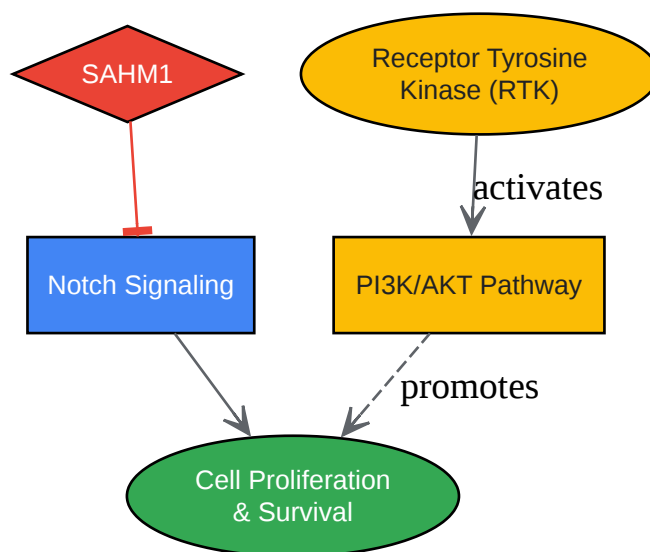 SAHM1
Receptor Tyrosine
Kinase (RTK)
activates
Notch Signaling
PI3K/AKT Pathway
promotes
Cell Proliferation
& Survival